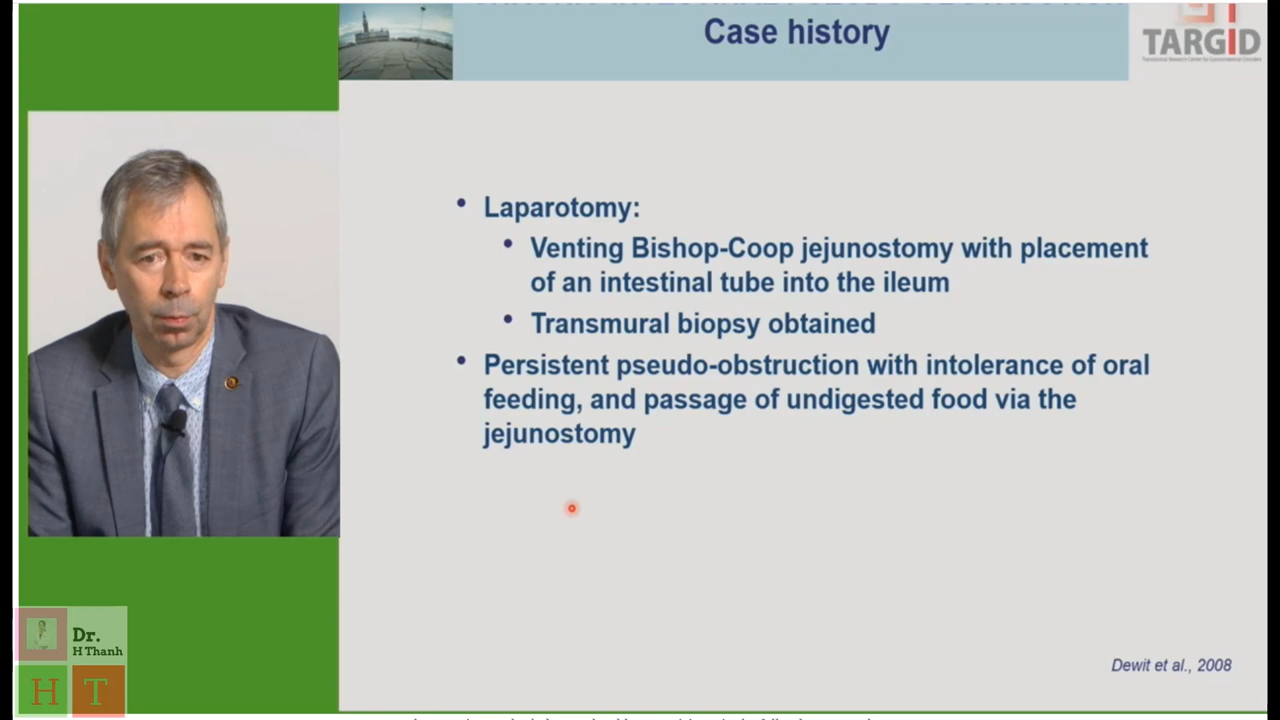 Case history
TARGID
Laparotomy:
Venting Bishop-Coop jejunostomy with placement
of an intestinal tube into the ileum
Transmural biopsy obtained
Persistent pseudo-obstruction with intolerance of oral
feeding, and passage of undigested food via the
jejunostomy
Dewit et al., 2008
Dr.
H Thanh
H T